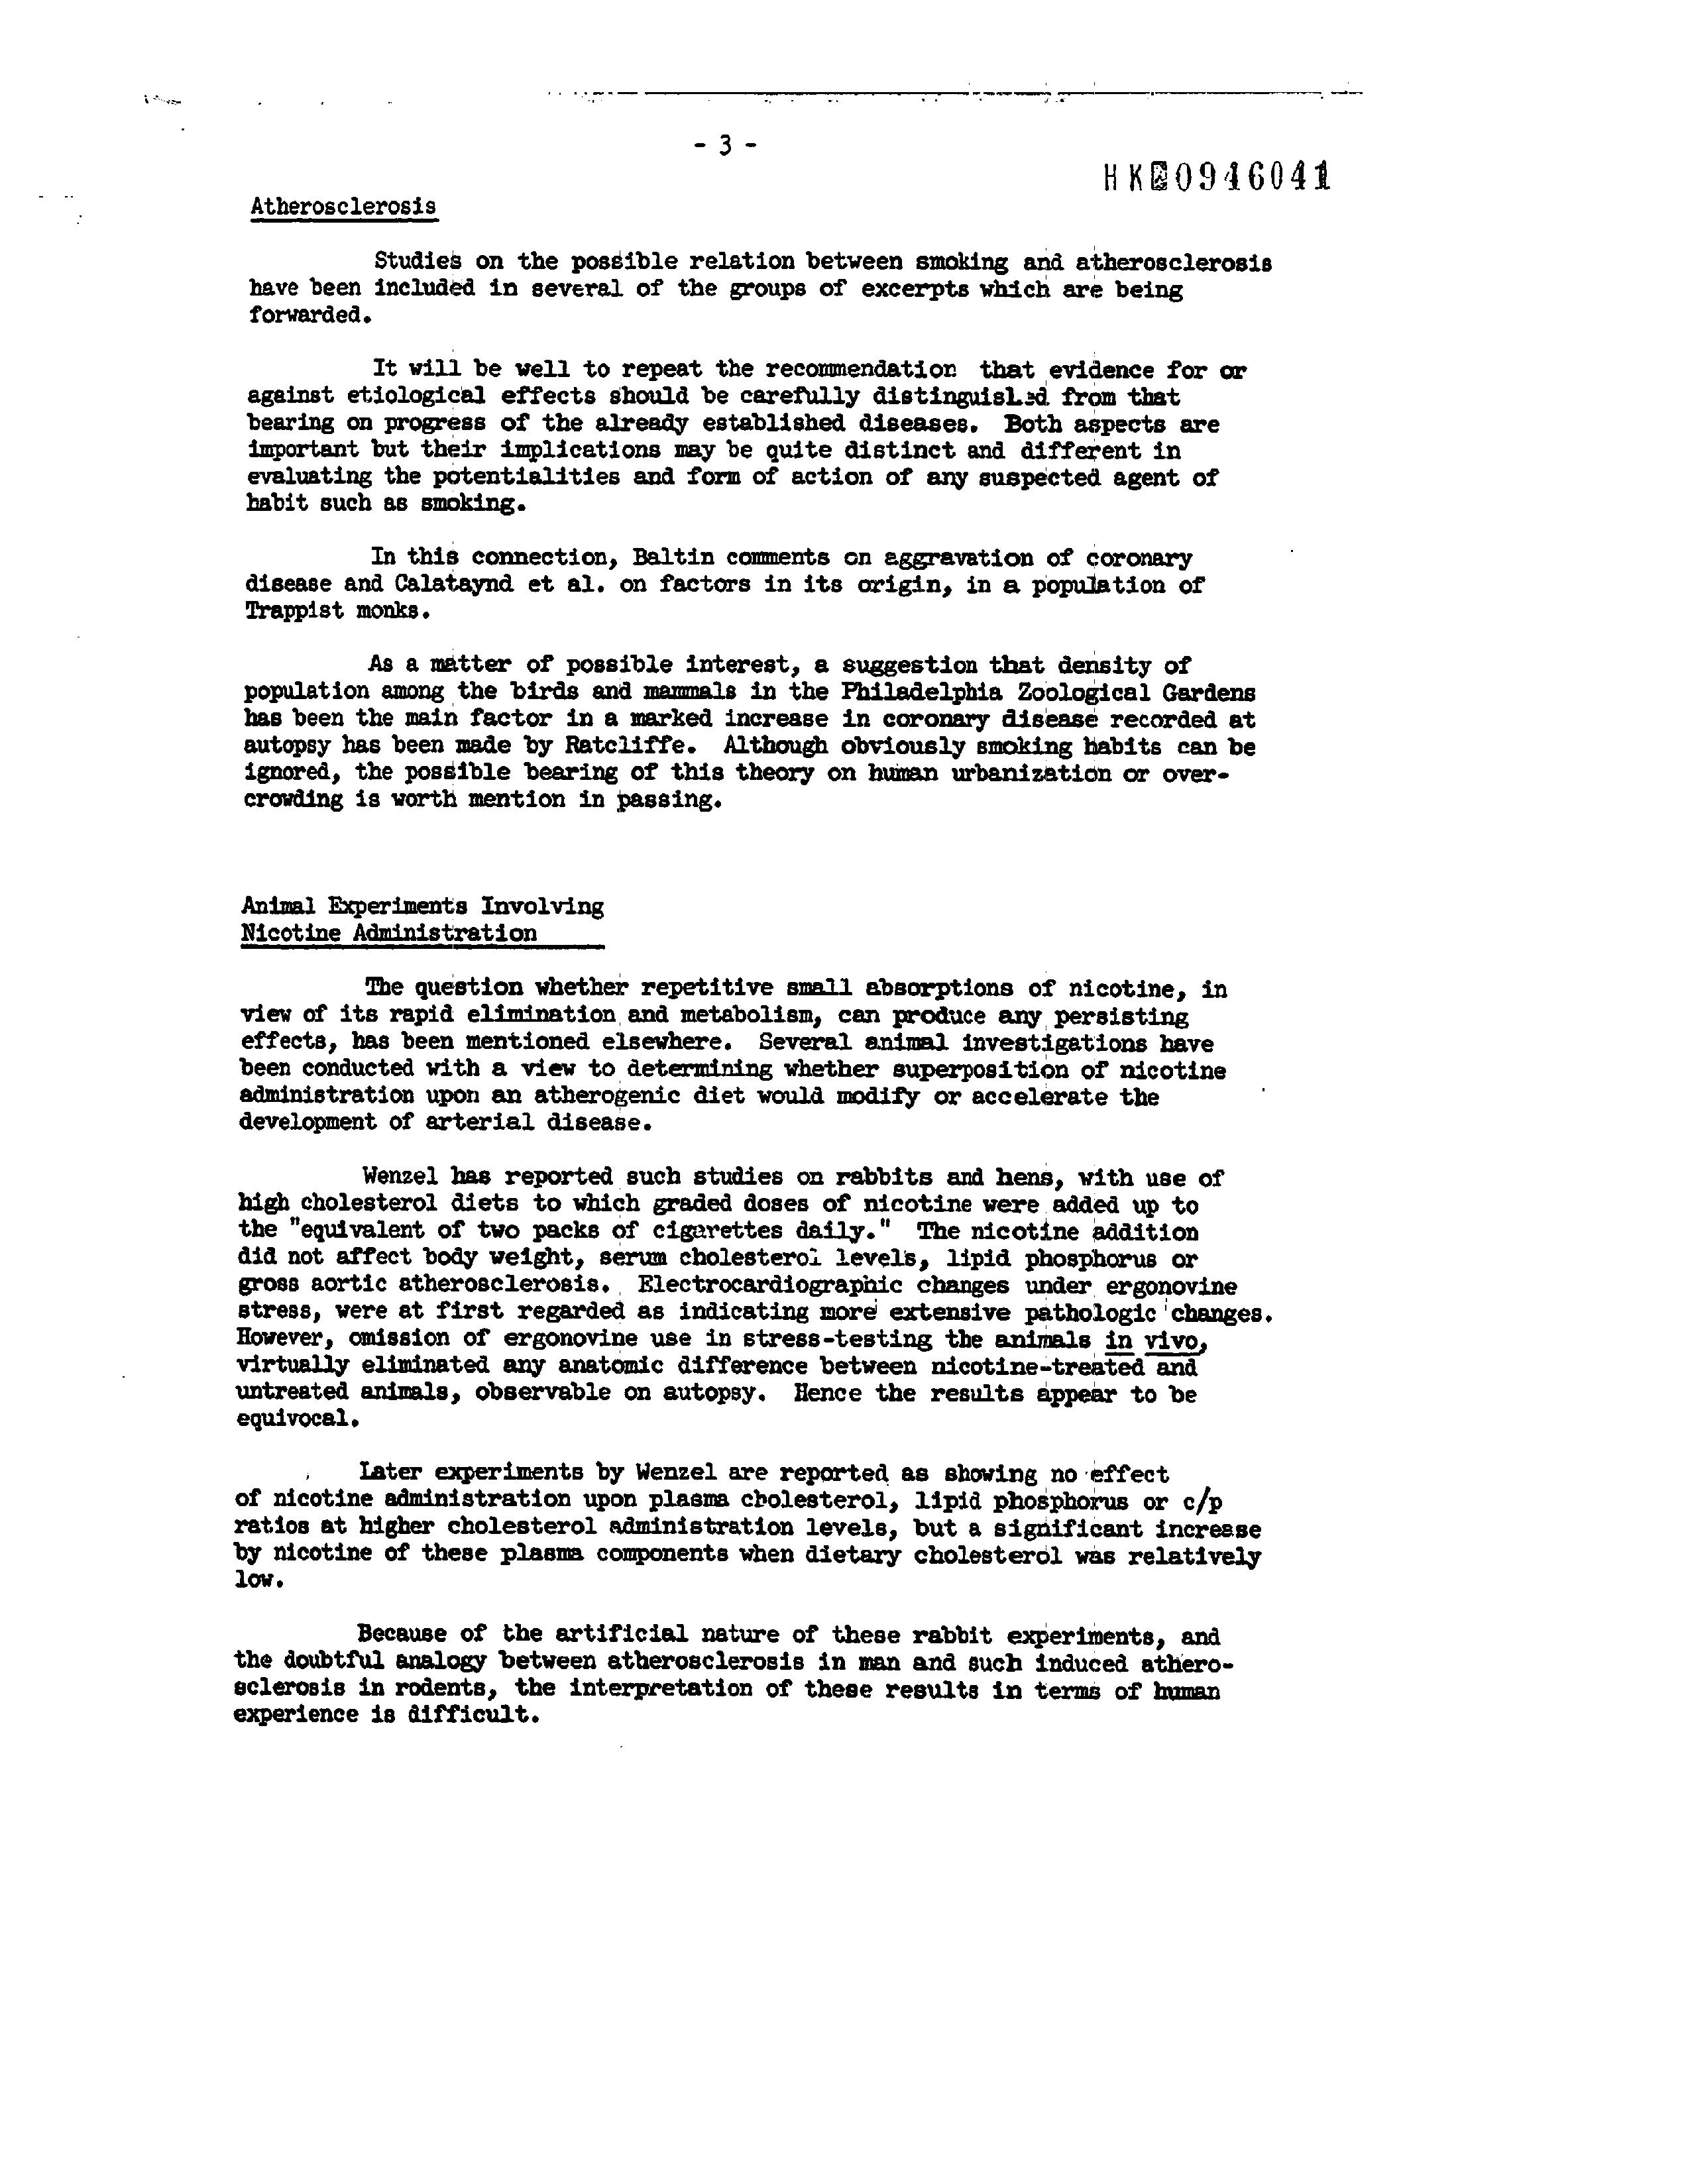 - 3 -
HK 0946041
Atherosclerosis
Studies on the possible relation between smoking and atherosclerosis
have been included in several of the groups of excerpts which are being
forwarded.
It will be well to repeat the recommendation that evidence for or
against etiological effects should be carefully distinguished from that
bearing on progress of the already established diseases. Both aspects are
important but their implications may be quite distinct and different in
evaluating the potentialities and form of action of any suspected agent of
habit such as smoking.
In this connection, Baltin comments on aggravation of coronary
disease and Calataynd et al. on factors in its origin, in a population of
Trappist monks.
As a matter of possible interest, a suggestion that density of
population among the birds and mammals in the Philadelphia Zoological Gardens
has been the main factor in a marked increase in coronary disease recorded at
autopsy has been made by Ratcliffe. Although obviously smoking habits can be
ignored, the possible bearing of this theory on human urbanization or over-
crowding is worth mention in passing.
Animal Experiments Involving
Nicotine Administration
The question whether repetitive small absorptions of nicotine, in
view of its rapid elimination and metabolism, can produce any persisting
effects, has been mentioned elsewhere. Several animal investigations have
been conducted with a view to determining whether superposition of nicotine
administration upon an atherogenic diet would modify or accelerate the
development of arterial disease.
Wenzel has reported such studies on rabbits and hens, with use of
high cholesterol diets to which graded doses of nicotine were added up to
the "equivalent of two packs of cigarettes daily." The nicotine addition
did not affect body weight, serum cholesterol levels, lipid phosphorus or
gross aortic atherosclerosis. Electrocardiographic changes under ergonovine
stress, were at first regarded as indicating more extensive pathologic changes.
However, omission of ergonovine use in stress-testing the animals in vivo,
virtually eliminated any anatomic difference between nicotine-treated and
untreated animals, observable on autopsy. Hence the results appear to be
equivocal.
Later experiments by Wenzel are reported as showing no effect
of nicotine administration upon plasma cholesterol, lipid phosphorus or c/p
ratios at higher cholesterol administration levels, but a significant increase
by nicotine of these plasma components when dietary cholesterol was relatively
low.
Because of the artificial nature of these rabbit experiments, and
the doubtful analogy between atherosclerosis in man and such induced athero-
sclerosis in rodents, the interpretation of these results in terms of human
experience is difficult.